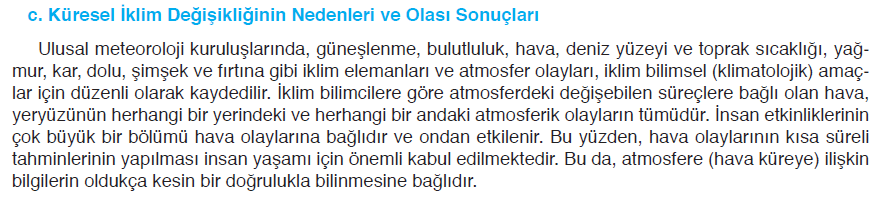 c. Küresel İklim Değişikliğinin Nedenleri ve Olası Sonuçları
Ulusal meteoroloji kuruluşlarında, güneşlenme, bulutluluk, hava, deniz yüzeyi ve toprak sıcaklığı, yağ-
mur, kar, dolu, şimşek ve fırtına gibi iklim elemanları ve atmosfer olayları, iklim bilimsel (klimatolojik) amaç-
lar için düzenli olarak kaydedilir. İklim bilimcilere göre atmosferdeki değişebilen süreçlere bağlı olan hava,
yeryüzünün herhangi bir yerindeki ve herhangi bir andaki atmosferik olayların tümüdür. İnsan etkinliklerinin
çok büyük bir bölümü hava olaylarına bağlıdır ve ondan etkilenir. Bu yüzden, hava olaylarının kısa süreli
tahminlerinin yapılması insan yaşamı için önemli kabul edilmektedir. Bu da, atmosfere (hava küreye) ilişkin
bilgilerin oldukça kesin bir doğrulukla bilinmesine bağlıdır.